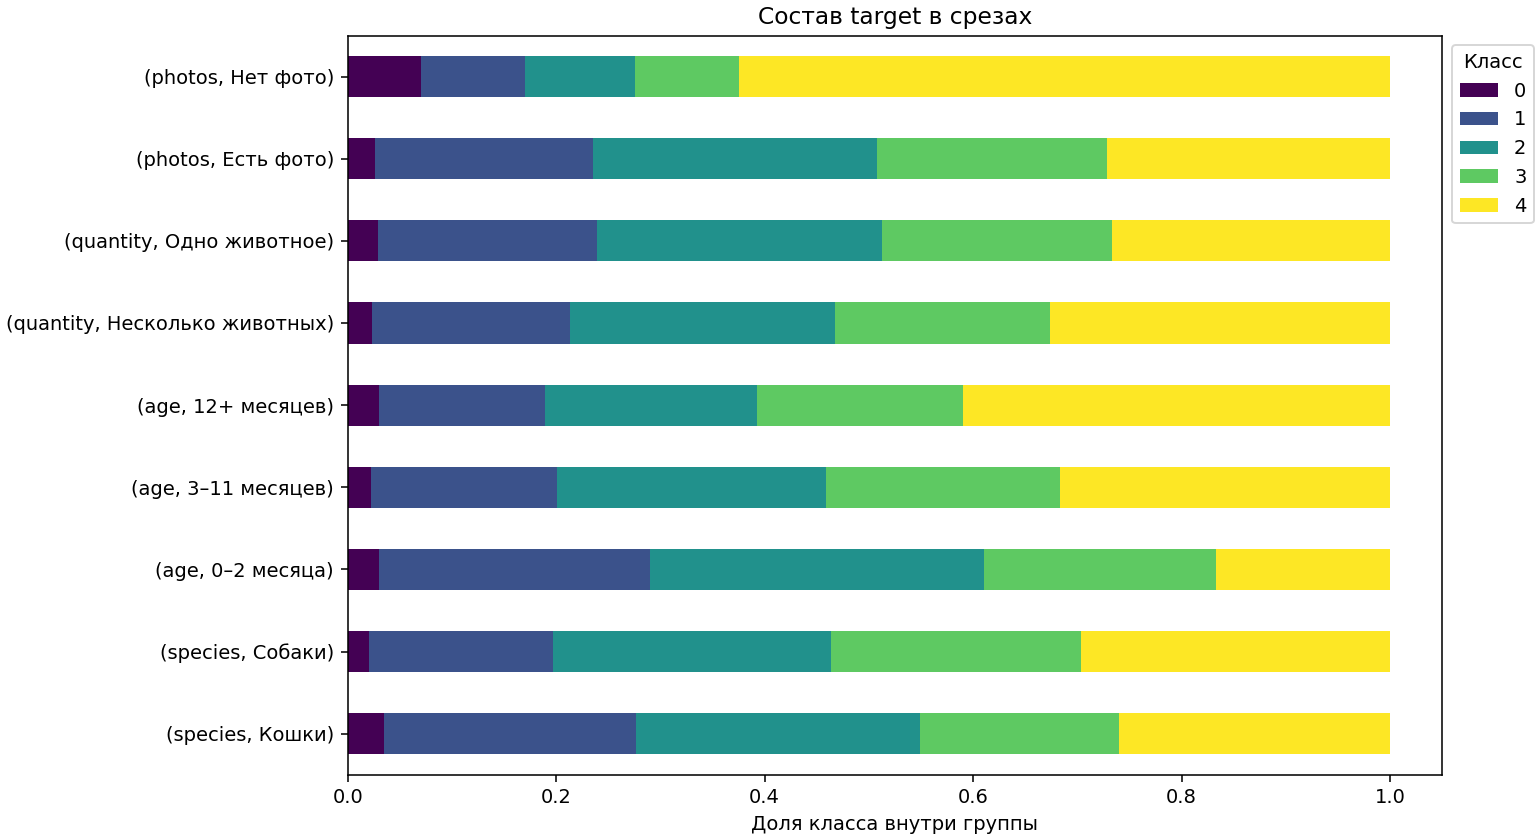 Состав target в срезах
(photos, Нет фото)
(photos, Есть фото)
(quantity, Одно животное)
(quantity, Несколько животных)
(age, 12+ месяцев)
(age, 3–11 месяцев)
(age, 0–2 месяца)
(species, Собаки)
(species, Кошки)
0.0 0.2 0.4 0.6 0.8 1.0
Доля класса внутри группы
Класс
0
1
2
3
4